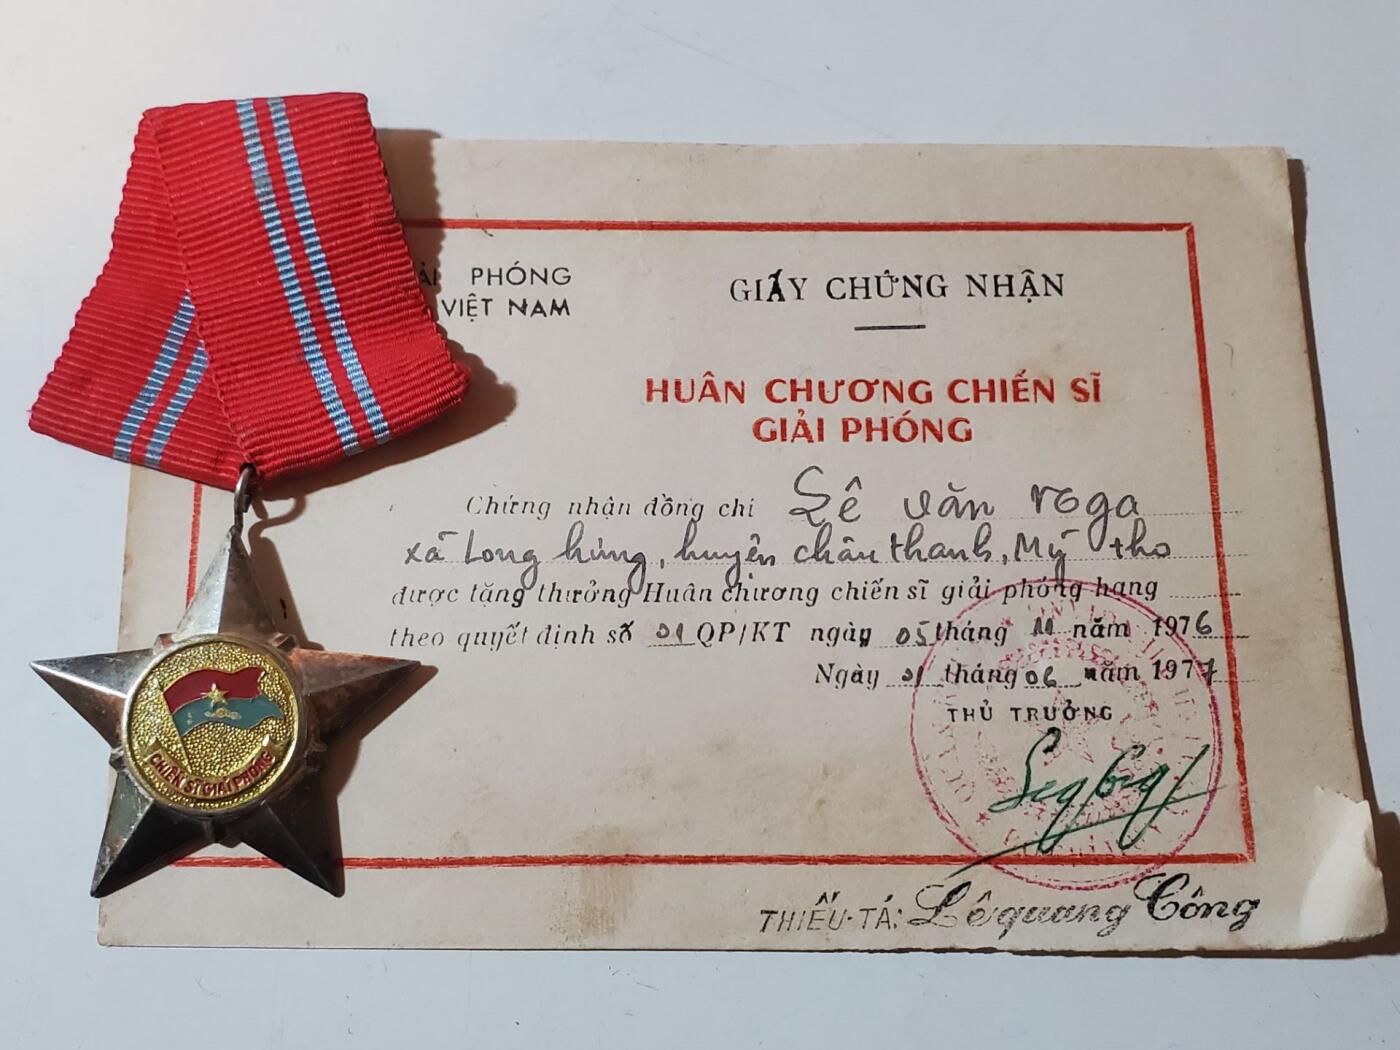 PHÓNG
VIỆT NAM
GIẤY CHỨNG NHẬN
HUÂN CHƯƠNG CHIẾN SĨ
GIẢI PHÓNG
Chứng nhận đồng chí Lê văn
xã Long hưng, huyện châu thanh, Mỹ tho
được tặng thưởng Huân chương chiến sĩ giải phóng hạng
theo quyết định số 01 QP/KT ngày 05 tháng 11 năm 1976
Ngày 01 tháng 06 năm 1977
THỦ TRƯỞNG
THIẾU-TÁ: Lê quang Công
CHIẾN SĨ GIẢI PHÓNG